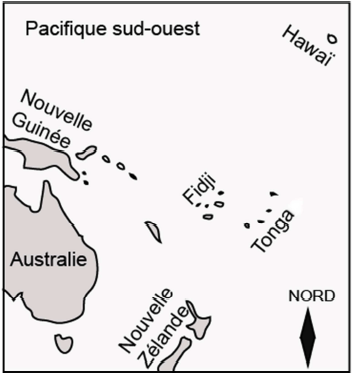 Pacifique sud-ouest
Hawaï
Nouvelle
Guinée
Fidji
Tonga
Australie
Nouvelle
Zélande
NORD